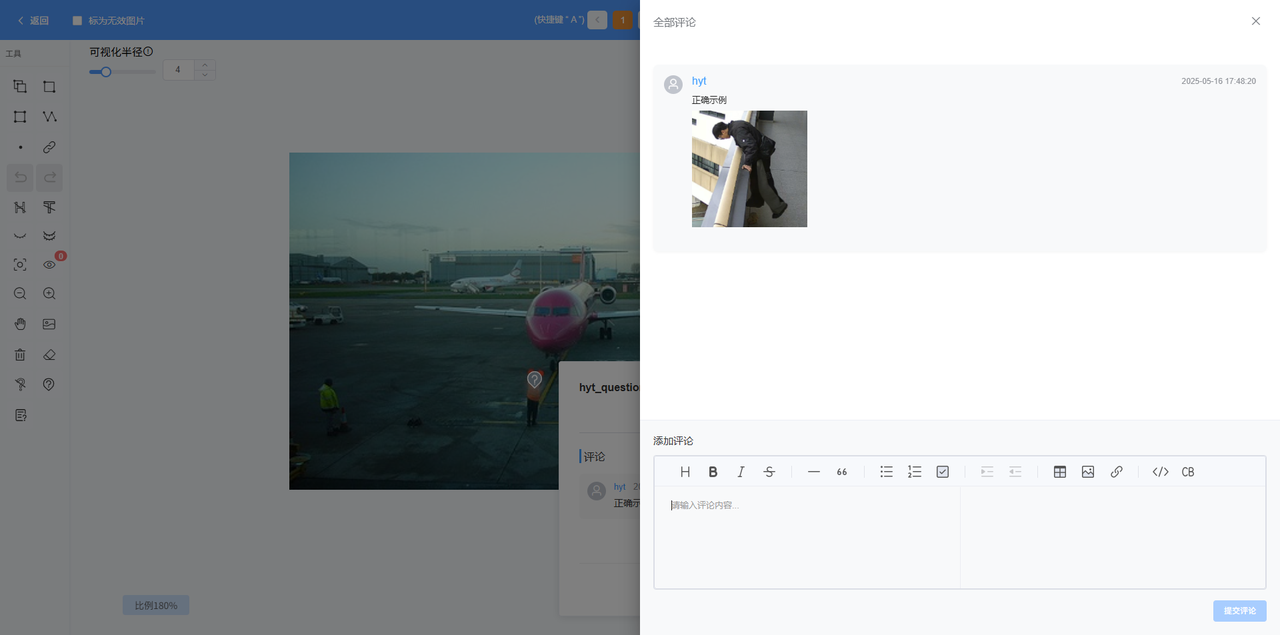 返回
标为无效图片
(快捷键 " A ")
1
工具
可视化半径
4
0
hyt_questio
评论
hyt 20
正确示
比例180%
全部评论
hyt
2025-05-16 17:48:20
正确示例
添加评论
H B I S 66 CB
请输入评论内容...
提交评论